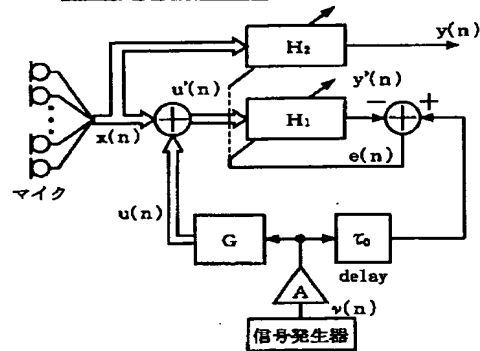 H₂
y(n)
u'(n)
y'(n)
x(n)
H₁
−
+
e(n)
マイク
u(n)
G
τ₀
delay
A
ν(n)
信号発生器